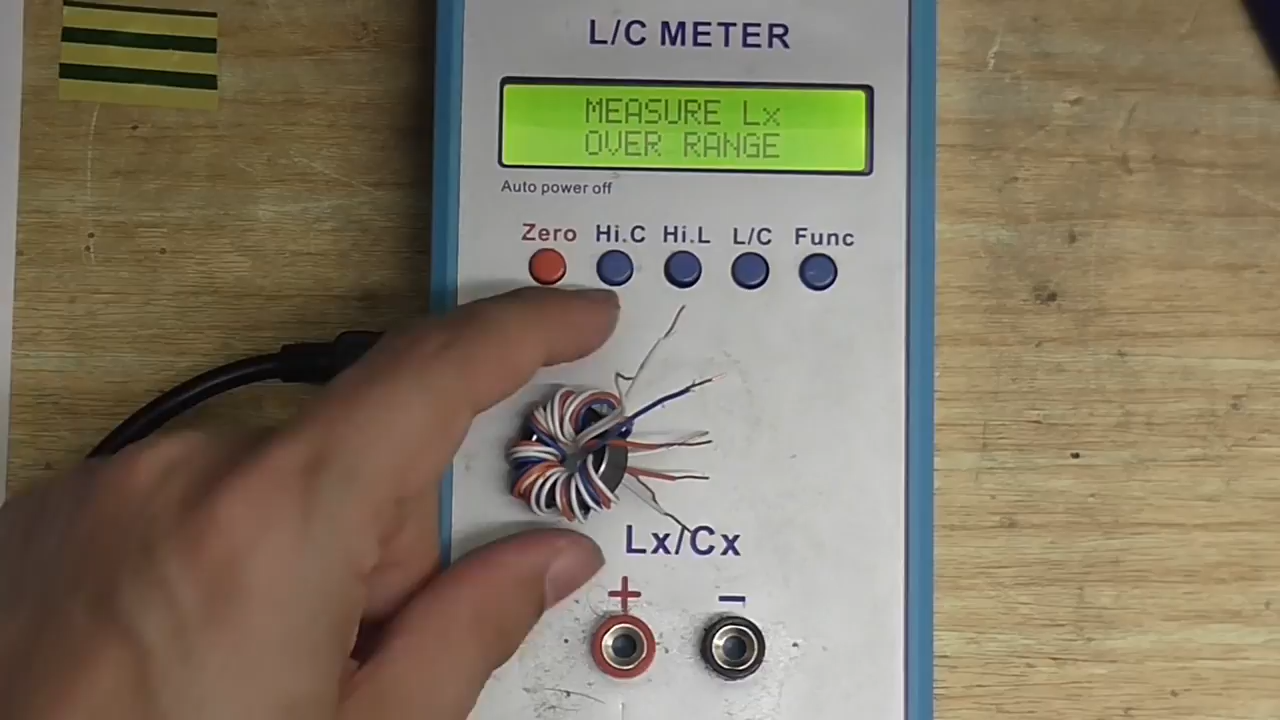 L/C METER
MEASURE Lx
OVER RANGE
Auto power off
Zero Hi.C Hi.L L/C Func
Lx/Cx
+ −